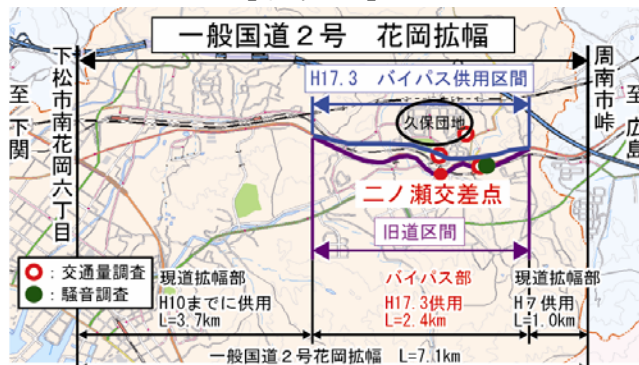 一般国道２号　花岡拡幅
下松市南花岡六丁目
周南市峠
至 下関
至 広島
H17.3　バイパス供用区間
久保団地
二ノ瀬交差点
旧道区間
：交通量調査
：騒音調査
現道拡幅部
H10までに供用
L=3.7km
バイパス部
H17.3供用
L=2.4km
現道拡幅部
H７供用
L=1.0km
一般国道２号花岡拡幅　L=7.1km